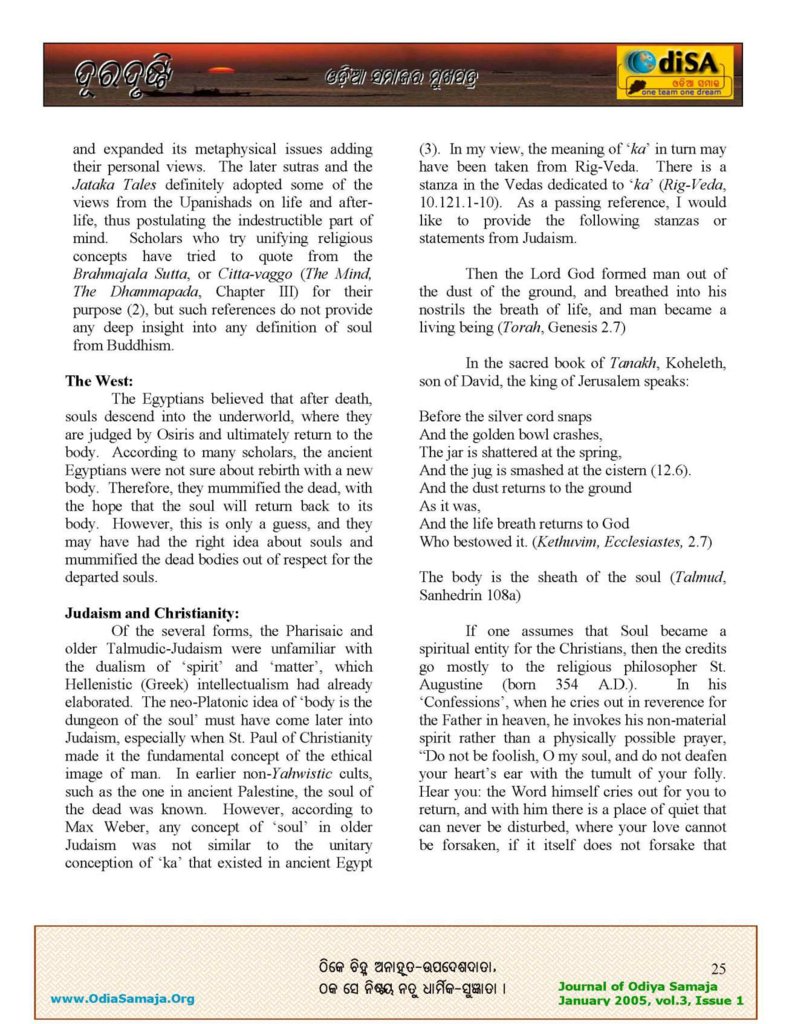 ଦୂରଦୃଷ୍ଟି
ଓଡ଼ିଆ ସମାଜର ମୁଖପତ୍ର
diSA
ଓଡ଼ିଆ ସମାଜ
one team one dream
and expanded its metaphysical issues adding
their personal views. The later sutras and the
Jataka Tales definitely adopted some of the
views from the Upanishads on life and after-
life, thus postulating the indestructible part of
mind. Scholars who try unifying religious
concepts have tried to quote from the
Brahmajala Sutta, or Citta-vaggo (The Mind,
The Dhammapada, Chapter III) for their
purpose (2), but such references do not provide
any deep insight into any definition of soul
from Buddhism.
The West:
The Egyptians believed that after death,
souls descend into the underworld, where they
are judged by Osiris and ultimately return to the
body. According to many scholars, the ancient
Egyptians were not sure about rebirth with a new
body. Therefore, they mummified the dead, with
the hope that the soul will return back to its
body. However, this is only a guess, and they
may have had the right idea about souls and
mummified the dead bodies out of respect for the
departed souls.
Judaism and Christianity:
Of the several forms, the Pharisaic and
older Talmudic-Judaism were unfamiliar with
the dualism of ‘spirit’ and ‘matter’, which
Hellenistic (Greek) intellectualism had already
elaborated. The neo-Platonic idea of ‘body is the
dungeon of the soul’ must have come later into
Judaism, especially when St. Paul of Christianity
made it the fundamental concept of the ethical
image of man. In earlier non-Yahwistic cults,
such as the one in ancient Palestine, the soul of
the dead was known. However, according to
Max Weber, any concept of ‘soul’ in older
Judaism was not similar to the unitary
conception of ‘ka’ that existed in ancient Egypt
(3). In my view, the meaning of ‘ka’ in turn may
have been taken from Rig-Veda. There is a
stanza in the Vedas dedicated to ‘ka’ (Rig-Veda,
10.121.1-10). As a passing reference, I would
like to provide the following stanzas or
statements from Judaism.
Then the Lord God formed man out of
the dust of the ground, and breathed into his
nostrils the breath of life, and man became a
living being (Torah, Genesis 2.7)
In the sacred book of Tanakh, Koheleth,
son of David, the king of Jerusalem speaks:
Before the silver cord snaps
And the golden bowl crashes,
The jar is shattered at the spring,
And the jug is smashed at the cistern (12.6).
And the dust returns to the ground
As it was,
And the life breath returns to God
Who bestowed it. (Kethuvim, Ecclesiastes, 2.7)
The body is the sheath of the soul (Talmud,
Sanhedrin 108a)
If one assumes that Soul became a
spiritual entity for the Christians, then the credits
go mostly to the religious philosopher St.
Augustine (born 354 A.D.). In his
‘Confessions’, when he cries out in reverence for
the Father in heaven, he invokes his non-material
spirit rather than a physically possible prayer,
“Do not be foolish, O my soul, and do not deafen
your heart’s ear with the tumult of your folly.
Hear you: the Word himself cries out for you to
return, and with him there is a place of quiet that
can never be disturbed, where your love cannot
be forsaken, if it itself does not forsake that
ଠିକେ ଚିହ୍ନ ଅନାହୂତ-ଉପଦେଶଦାତା,
ଠକ ସେ ନିଶ୍ଚୟ ନତୁ ଧାର୍ମିକ-ସୁଜ୍ଞାତା ।
25
www.OdiaSamaja.Org
Journal of Odiya Samaja
January 2005, vol.3, Issue 1